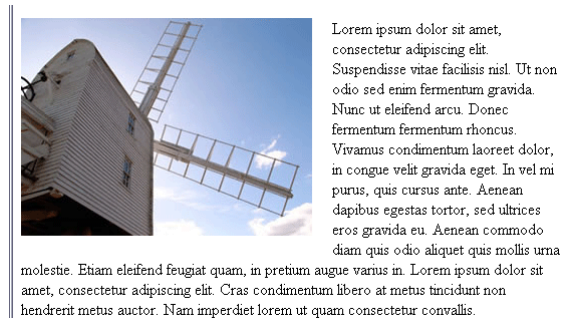 Lorem ipsum dolor sit amet,
consectetur adipiscing elit.
Suspendisse vitae facilisis nisl. Ut non
odio sed enim fermentum gravida.
Nunc ut eleifend arcu. Donec
fermentum fermentum rhoncus.
Vivamus condimentum laoreet dolor,
in congue velit gravida eget. In vel mi
purus, quis cursus ante. Aenean
dapibus egestas tortor, sed ultrices
eros gravida eu. Aenean commodo
diam quis odio aliquet quis mollis urna
molestie. Etiam eleifend feugiat quam, in pretium augue varius in. Lorem ipsum dolor sit
amet, consectetur adipiscing elit. Cras condimentum libero at metus tincidunt non
hendrerit metus auctor. Nam imperdiet lorem ut quam consectetur convallis.